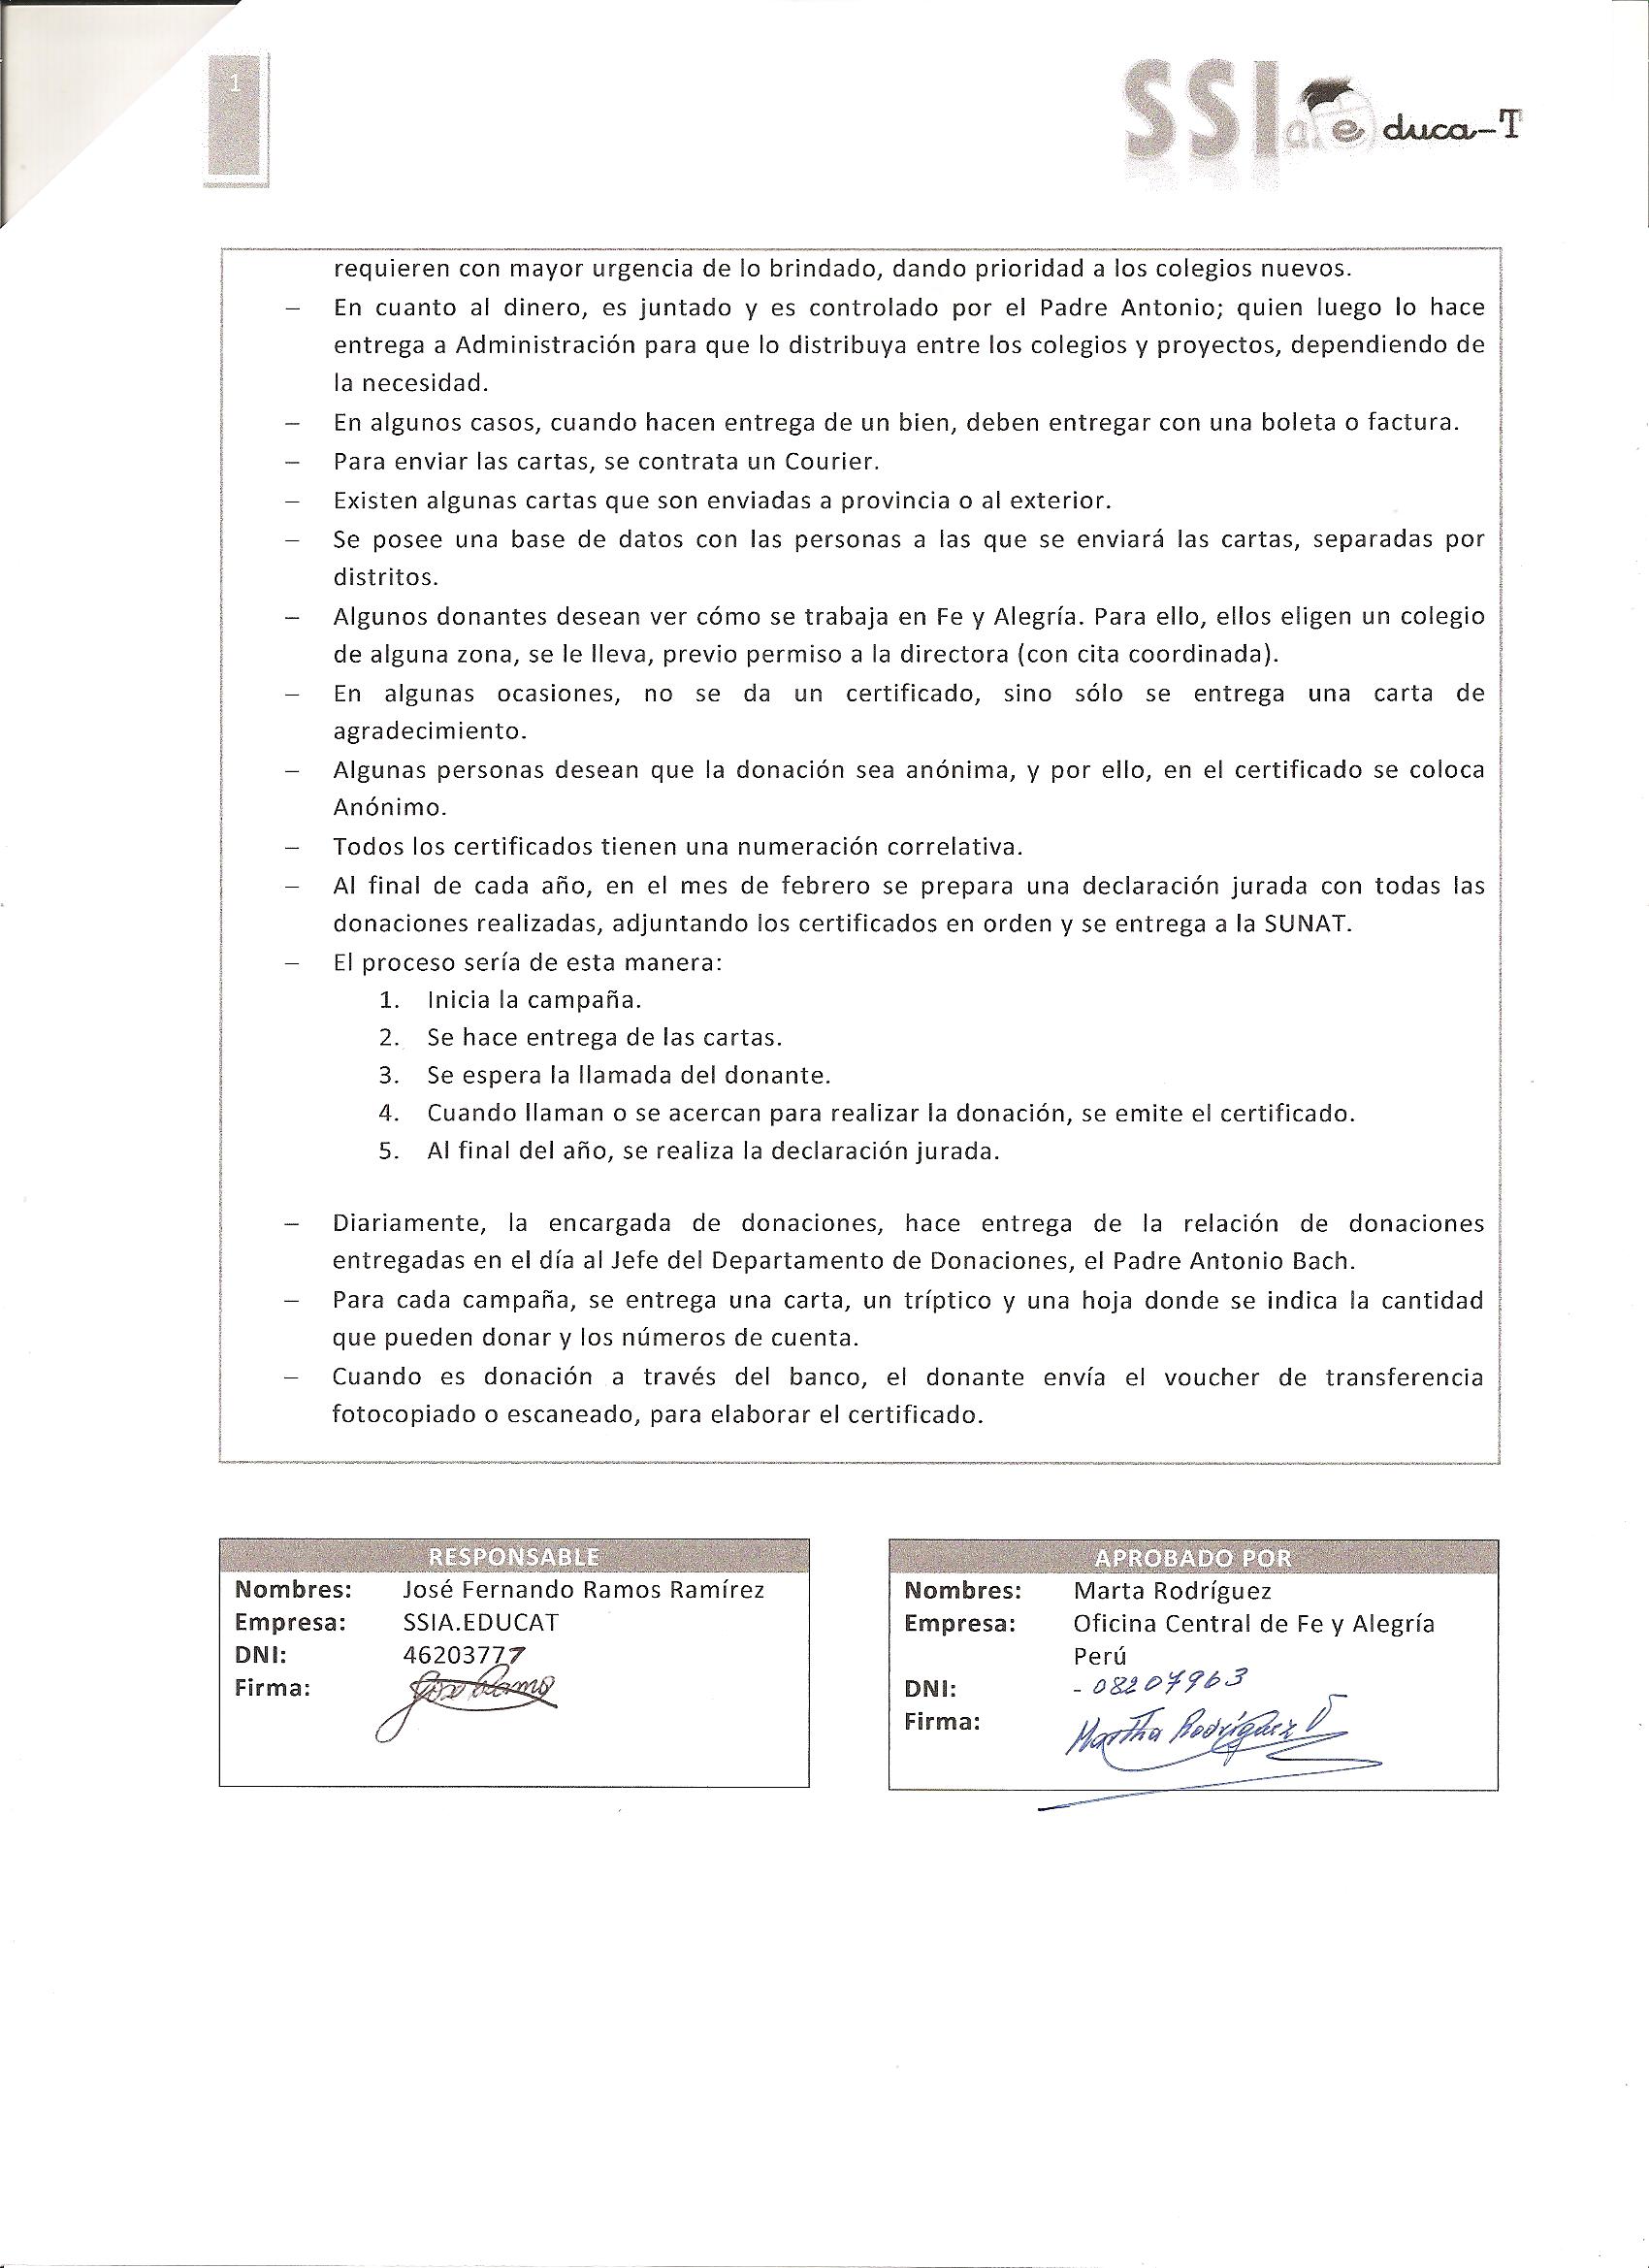 1
SSIa.educa-T
requieren con mayor urgencia de lo brindado, dando prioridad a los colegios nuevos.
– En cuanto al dinero, es juntado y es controlado por el Padre Antonio; quien luego lo hace
entrega a Administración para que lo distribuya entre los colegios y proyectos, dependiendo de
la necesidad.
– En algunos casos, cuando hacen entrega de un bien, deben entregar con una boleta o factura.
– Para enviar las cartas, se contrata un Courier.
– Existen algunas cartas que son enviadas a provincia o al exterior.
– Se posee una base de datos con las personas a las que se enviará las cartas, separadas por
distritos.
– Algunos donantes desean ver cómo se trabaja en Fe y Alegría. Para ello, ellos eligen un colegio
de alguna zona, se le lleva, previo permiso a la directora (con cita coordinada).
– En algunas ocasiones, no se da un certificado, sino sólo se entrega una carta de
agradecimiento.
– Algunas personas desean que la donación sea anónima, y por ello, en el certificado se coloca
Anónimo.
– Todos los certificados tienen una numeración correlativa.
– Al final de cada año, en el mes de febrero se prepara una declaración jurada con todas las
donaciones realizadas, adjuntando los certificados en orden y se entrega a la SUNAT.
– El proceso sería de esta manera:
1. Inicia la campaña.
2. Se hace entrega de las cartas.
3. Se espera la llamada del donante.
4. Cuando llaman o se acercan para realizar la donación, se emite el certificado.
5. Al final del año, se realiza la declaración jurada.
– Diariamente, la encargada de donaciones, hace entrega de la relación de donaciones
entregadas en el día al Jefe del Departamento de Donaciones, el Padre Antonio Bach.
– Para cada campaña, se entrega una carta, un tríptico y una hoja donde se indica la cantidad
que pueden donar y los números de cuenta.
– Cuando es donación a través del banco, el donante envía el voucher de transferencia
fotocopiado o escaneado, para elaborar el certificado.
RESPONSABLE
Nombres: José Fernando Ramos Ramírez
Empresa: SSIA.EDUCAT
DNI: 46203777
Firma: José Ramos
APROBADO POR
Nombres: Marta Rodríguez
Empresa: Oficina Central de Fe y Alegría
Perú
DNI: - 08207963
Firma: Martha Rodríguez